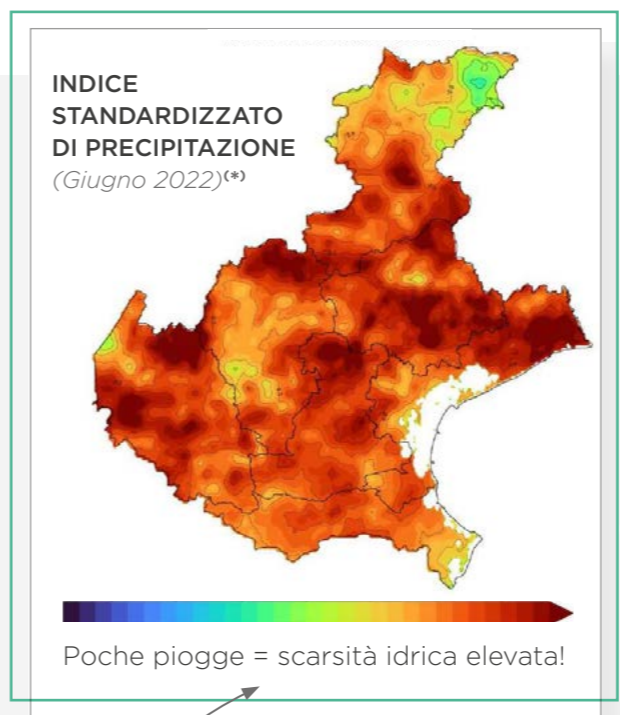 INDICE
STANDARDIZZATO
DI PRECIPITAZIONE
(Giugno 2022)(*)
Poche piogge = scarsità idrica elevata!